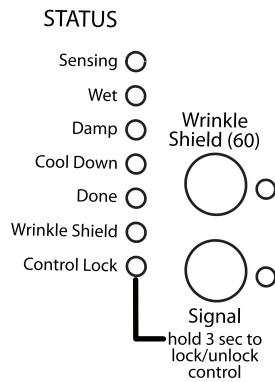 STATUS
Sensing
Wet
Damp
Cool Down
Done
Wrinkle Shield
Control Lock
Wrinkle
Shield (60)
Signal
hold 3 sec to
lock/unlock
control